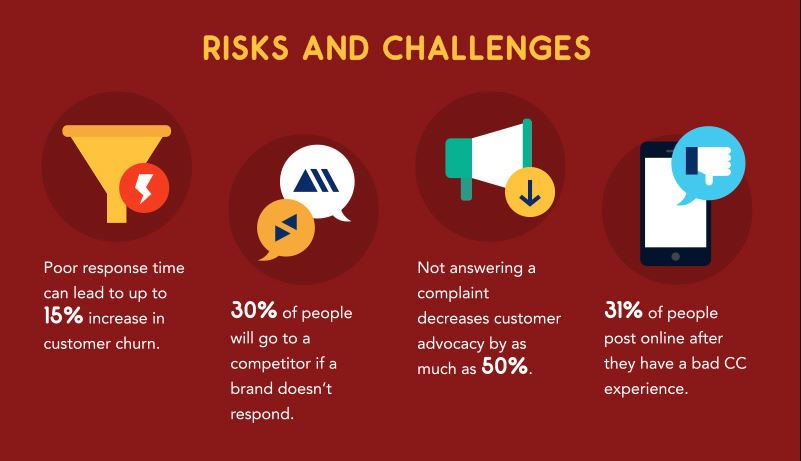 RISKS AND CHALLENGES
Poor response time
can lead to up to
15% increase in
customer churn.
30% of people
will go to a
competitor if a
brand doesn't
respond.
Not answering a
complaint
decreases customer
advocacy by as
much as 50%.
31% of people
post online after
they have a bad CC
experience.